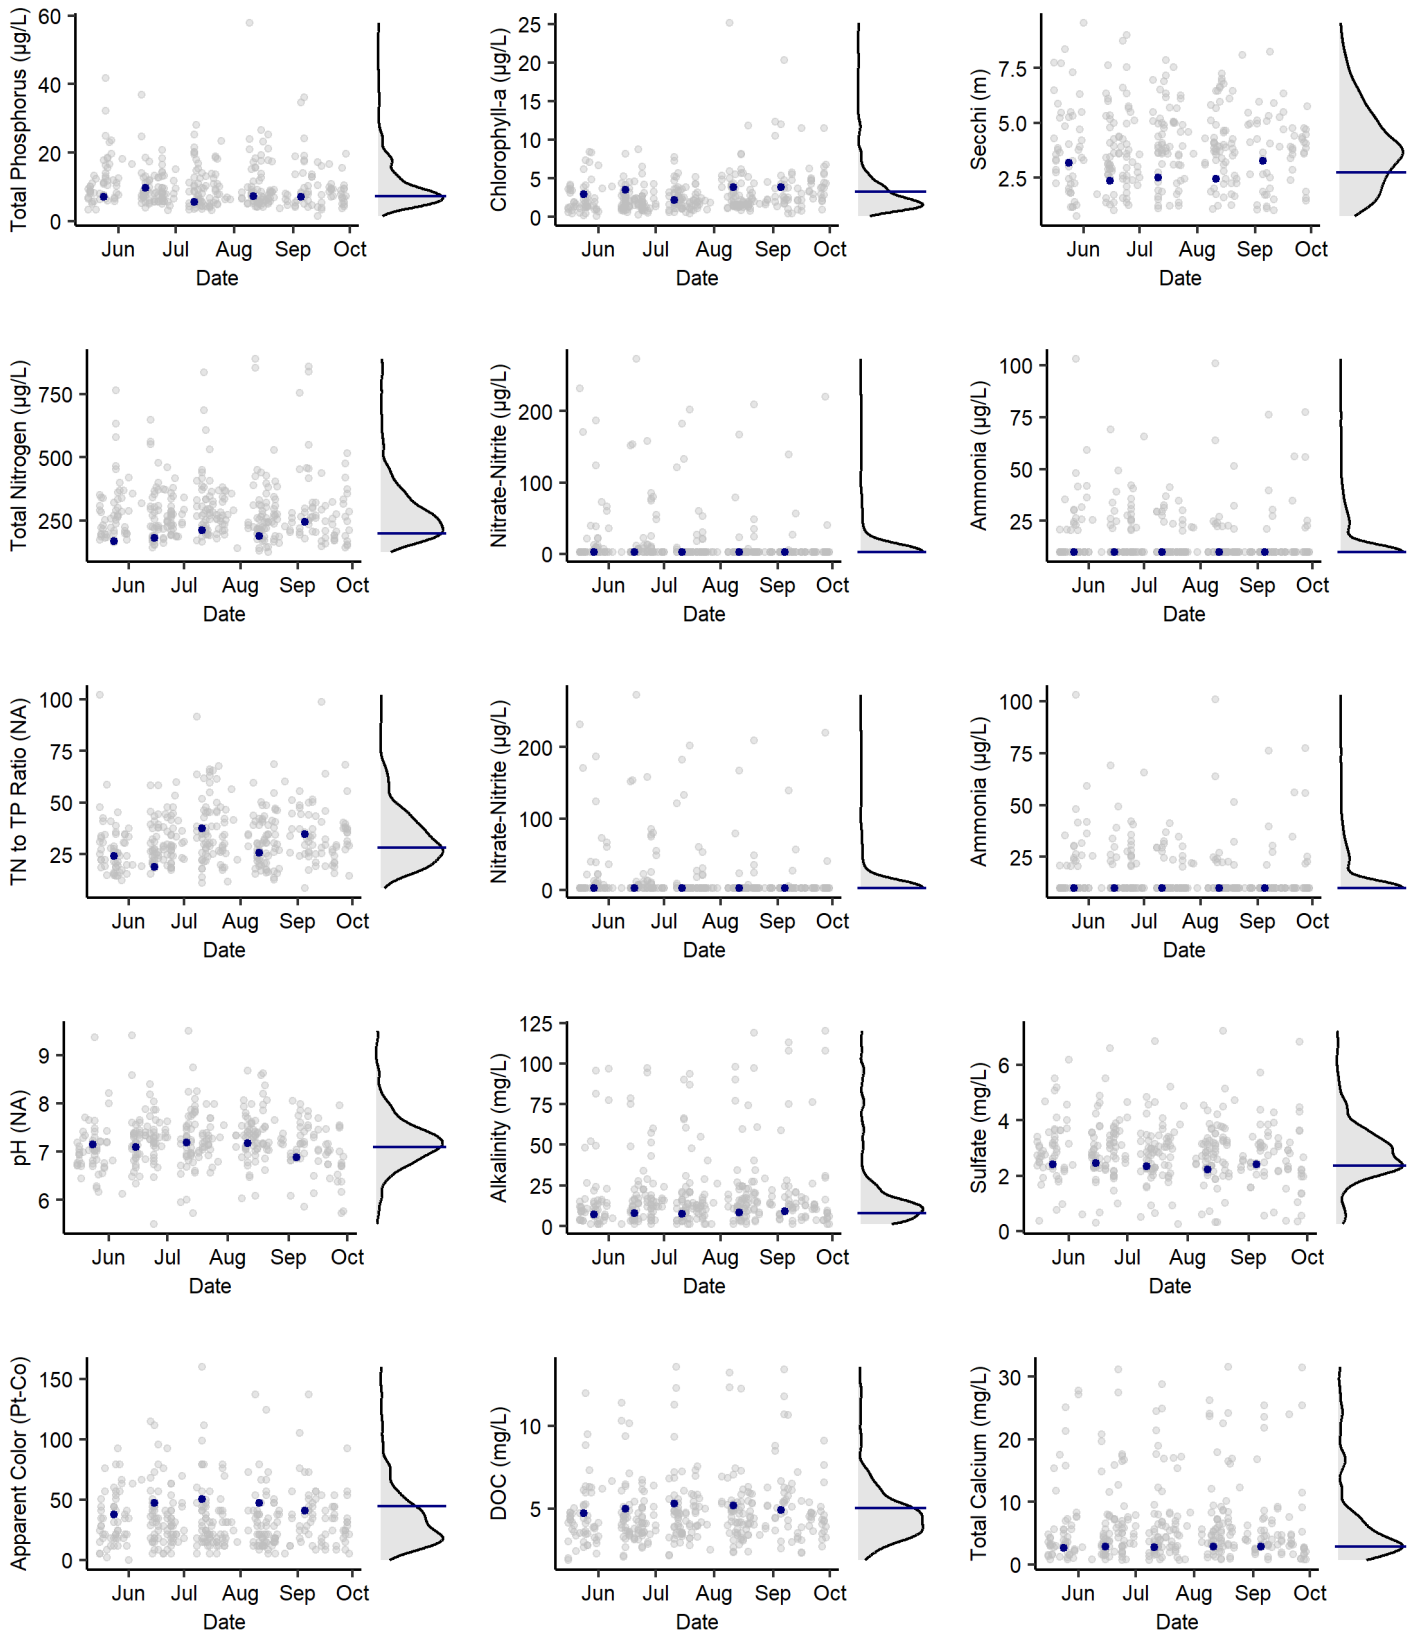 Total Phosphorus (µg/L)
60
40
20
0
Jun Jul Aug Sep Oct
Date
Chlorophyll-a (µg/L)
25
20
15
10
5
0
Jun Jul Aug Sep Oct
Date
Secchi (m)
7.5
5.0
2.5
Jun Jul Aug Sep Oct
Date
Total Nitrogen (µg/L)
750
500
250
Jun Jul Aug Sep Oct
Date
Nitrate-Nitrite (µg/L)
200
100
0
Jun Jul Aug Sep Oct
Date
Ammonia (µg/L)
100
75
50
25
Jun Jul Aug Sep Oct
Date
TN to TP Ratio (NA)
100
75
50
25
Jun Jul Aug Sep Oct
Date
Nitrate-Nitrite (µg/L)
200
100
0
Jun Jul Aug Sep Oct
Date
Ammonia (µg/L)
100
75
50
25
Jun Jul Aug Sep Oct
Date
pH (NA)
9
8
7
6
Jun Jul Aug Sep Oct
Date
Alkalinity (mg/L)
125
100
75
50
25
0
Jun Jul Aug Sep Oct
Date
Sulfate (mg/L)
6
4
2
0
Jun Jul Aug Sep Oct
Date
Apparent Color (Pt-Co)
150
100
50
0
Jun Jul Aug Sep Oct
Date
DOC (mg/L)
10
5
Jun Jul Aug Sep Oct
Date
Total Calcium (mg/L)
30
20
10
0
Jun Jul Aug Sep Oct
Date